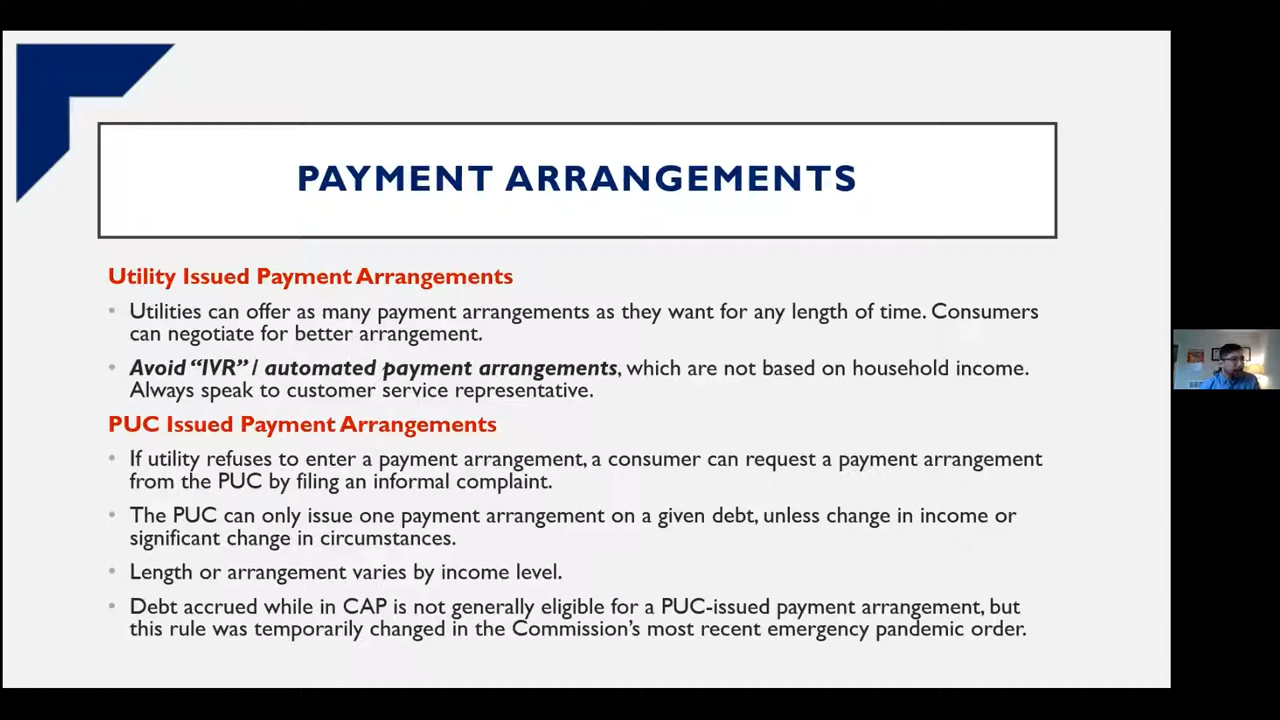 PAYMENT ARRANGEMENTS
Utility Issued Payment Arrangements
• Utilities can offer as many payment arrangements as they want for any length of time. Consumers
can negotiate for better arrangement.
• Avoid “IVR” / automated payment arrangements, which are not based on household income.
Always speak to customer service representative.
PUC Issued Payment Arrangements
• If utility refuses to enter a payment arrangement, a consumer can request a payment arrangement
from the PUC by filing an informal complaint.
• The PUC can only issue one payment arrangement on a given debt, unless change in income or
significant change in circumstances.
• Length or arrangement varies by income level.
• Debt accrued while in CAP is not generally eligible for a PUC-issued payment arrangement, but
this rule was temporarily changed in the Commission’s most recent emergency pandemic order.